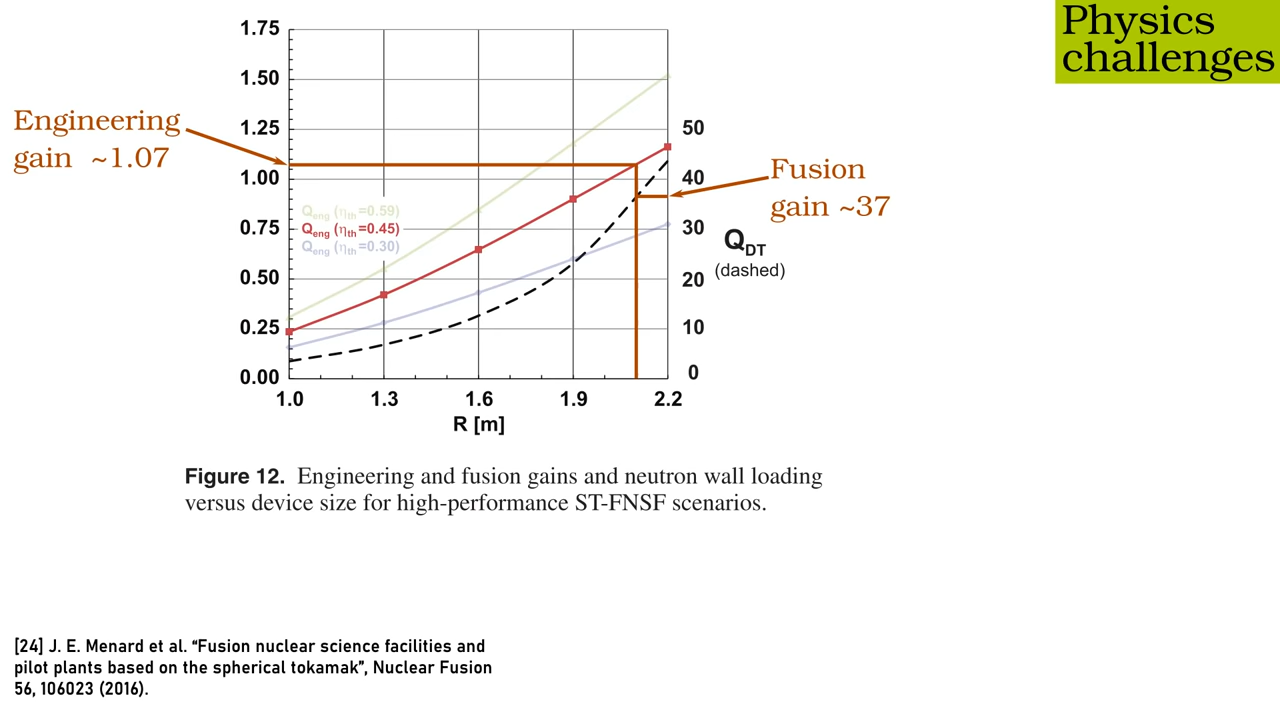 Physics
challenges
1.75
1.50
1.25
1.00
0.75
0.50
0.25
0.00
Engineering
gain ~1.07
Q_eng (η_th=0.59)
Q_eng (η_th=0.45)
Q_eng (η_th=0.30)
50
40
30
20
10
0
Fusion
gain ~37
Q_DT
(dashed)
1.0 1.3 1.6 1.9 2.2
R [m]
Figure 12. Engineering and fusion gains and neutron wall loading
versus device size for high-performance ST-FNSF scenarios.
[24] J. E. Menard et al. “Fusion nuclear science facilities and
pilot plants based on the spherical tokamak”, Nuclear Fusion
56, 106023 (2016).